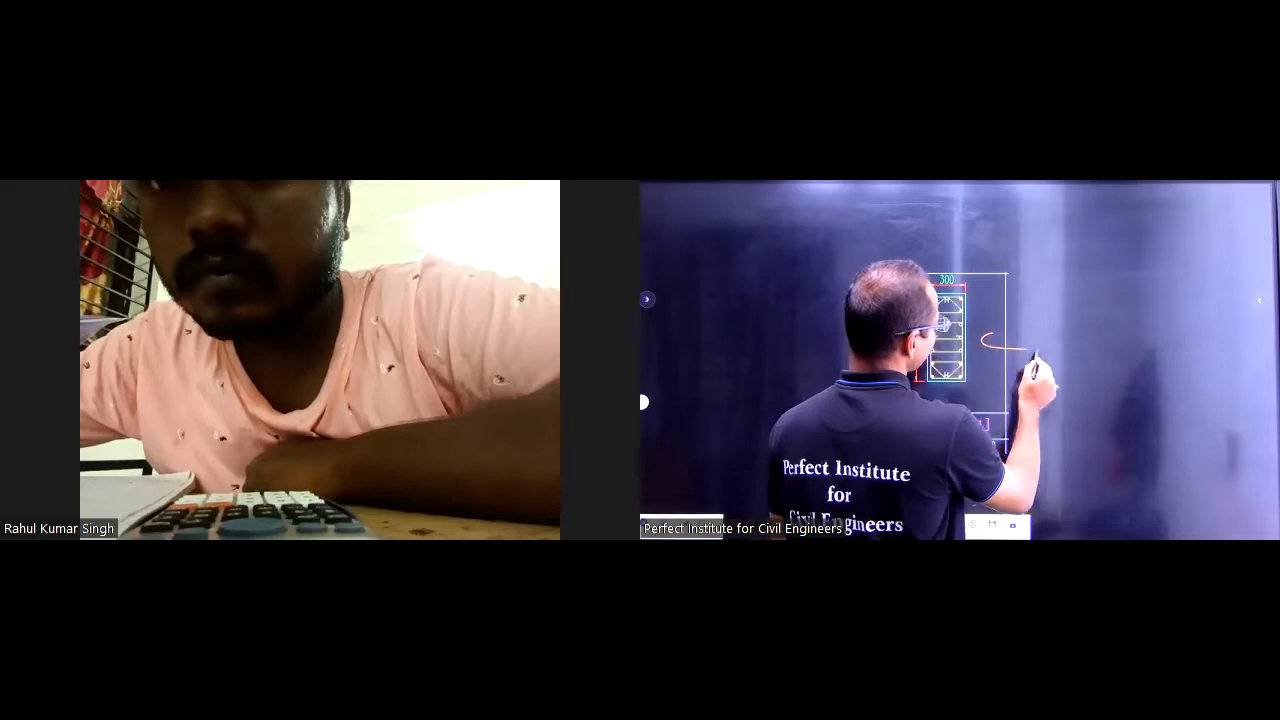 300
Perfect Institute
for
Civil Engineers
Rahul Kumar Singh
Perfect Institute for Civil Engineers